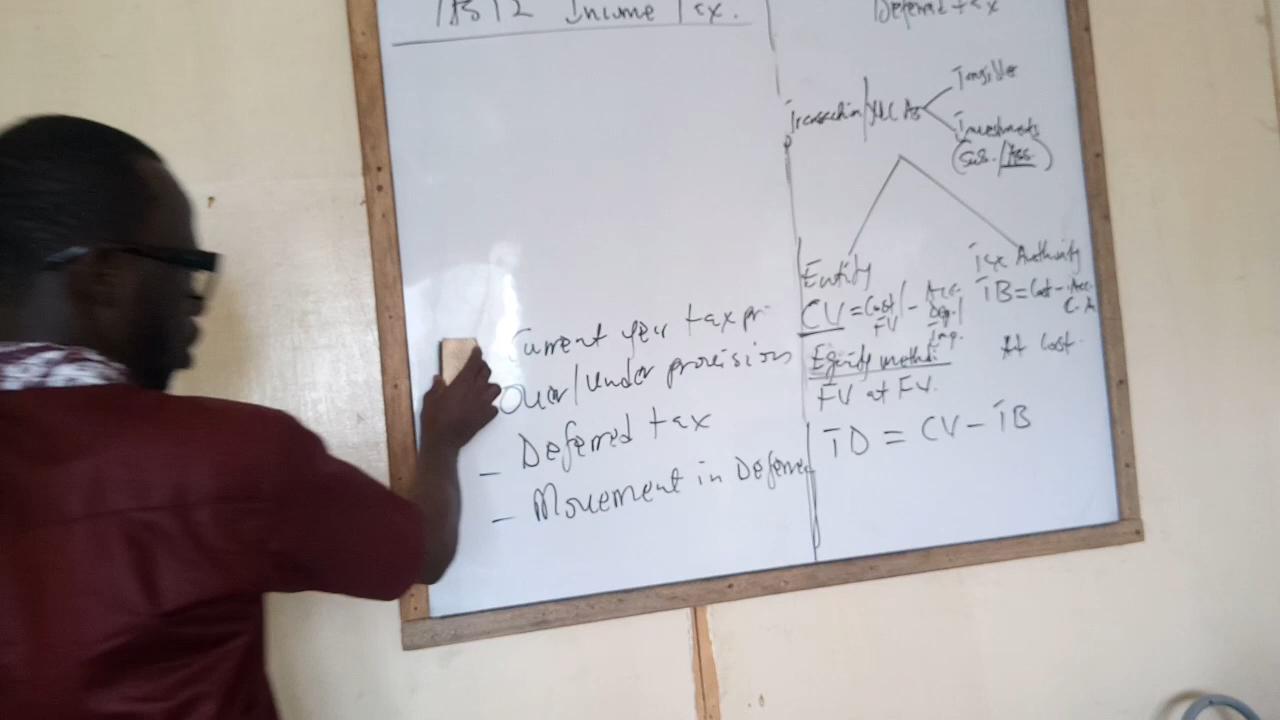 IAS 12 Income Tax.
Current year tax pr
Over/under provision
- Deferred tax
- Movement in Deferred
Deferred tax
Transaction/
Tangible
Investments
(Sub./Ass.)
Entity
CV = Cost/FV - Acc. Dep./Imp.
Equity method
FV at FV.
Tax Authority
TB = Cost - Acc. C.A
At cost.
TD = CV - TB